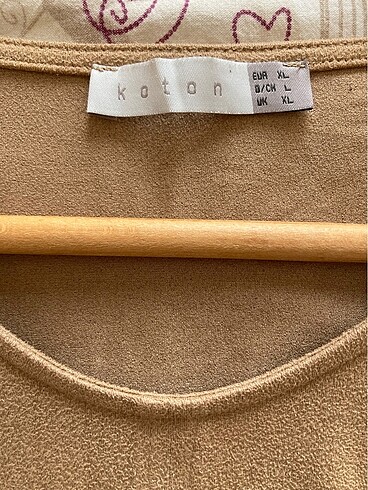 koton
EUR XL
D/CH L
UK XL